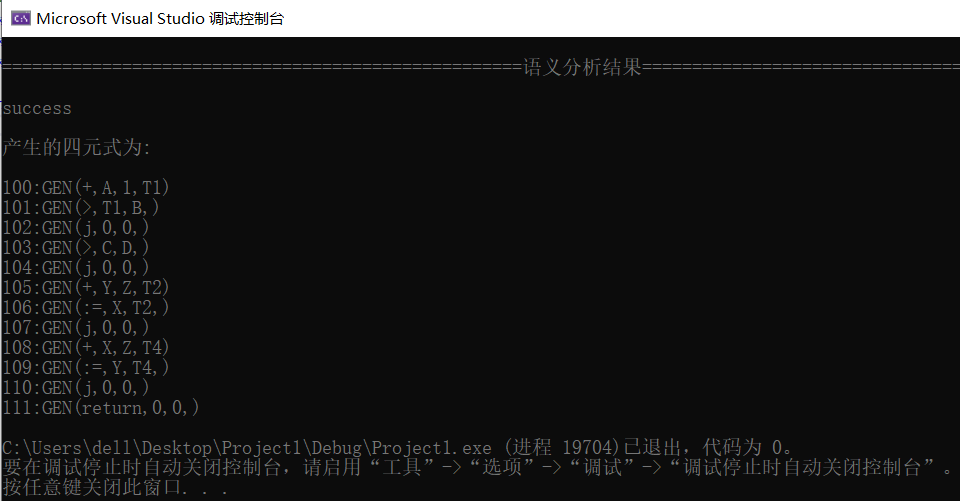 Microsoft Visual Studio 调试控制台
====================================================语义分析结果================================
success
产生的四元式为:
100:GEN(+,A,1,T1)
101:GEN(>,T1,B,)
102:GEN(j,0,0,)
103:GEN(>,C,D,)
104:GEN(j,0,0,)
105:GEN(+,Y,Z,T2)
106:GEN(:=,X,T2,)
107:GEN(j,0,0,)
108:GEN(+,X,Z,T4)
109:GEN(:=,Y,T4,)
110:GEN(j,0,0,)
111:GEN(return,0,0,)
C:\Users\dell\Desktop\Project1\Debug\Project1.exe (进程 19704)已退出，代码为 0。
要在调试停止时自动关闭控制台，请启用“工具”->“选项”->“调试”->“调试停止时自动关闭控制台”。
按任意键关闭此窗口. . .